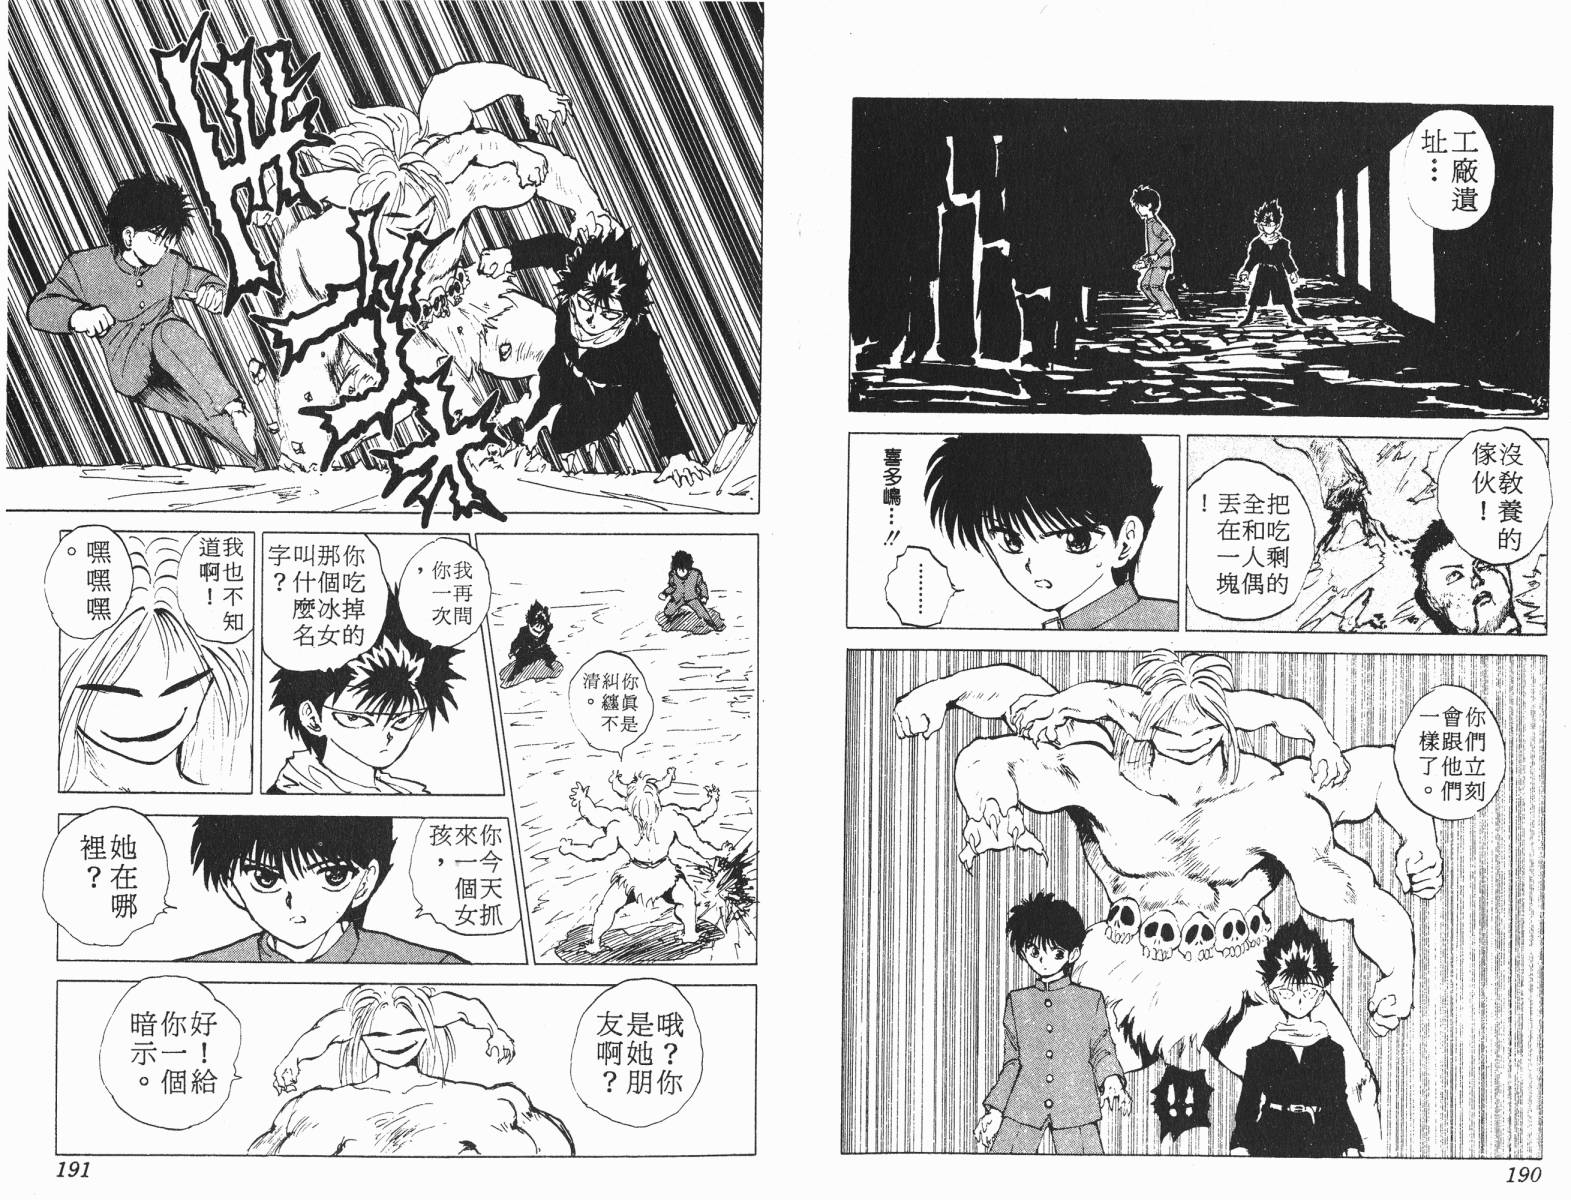 工廠遺
址…
沒教養的
傢伙！
把吃剩的
全和人偶
丟在一塊
！
喜多嶋…!!
………
你們立刻
會跟他們
一樣了。
!!
190
你真是
糾纏不
清。
我再問
你一次
，
你吃掉的
那個冰女
叫什麼名
字？
我也不知
道啊！
嘿嘿嘿
。
你今天抓
來一個女
孩，
她在哪
裡？
哦？你
是她朋
友啊？
好！給
你一個
暗示。
191